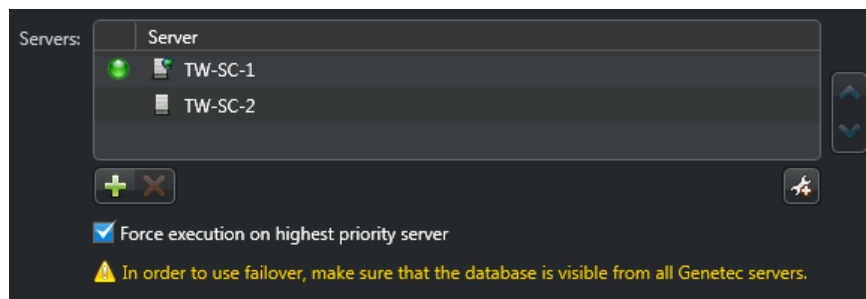 Servers:
Server
TW-SC-1
TW-SC-2
Force execution on highest priority server
In order to use failover, make sure that the database is visible from all Genetec servers.